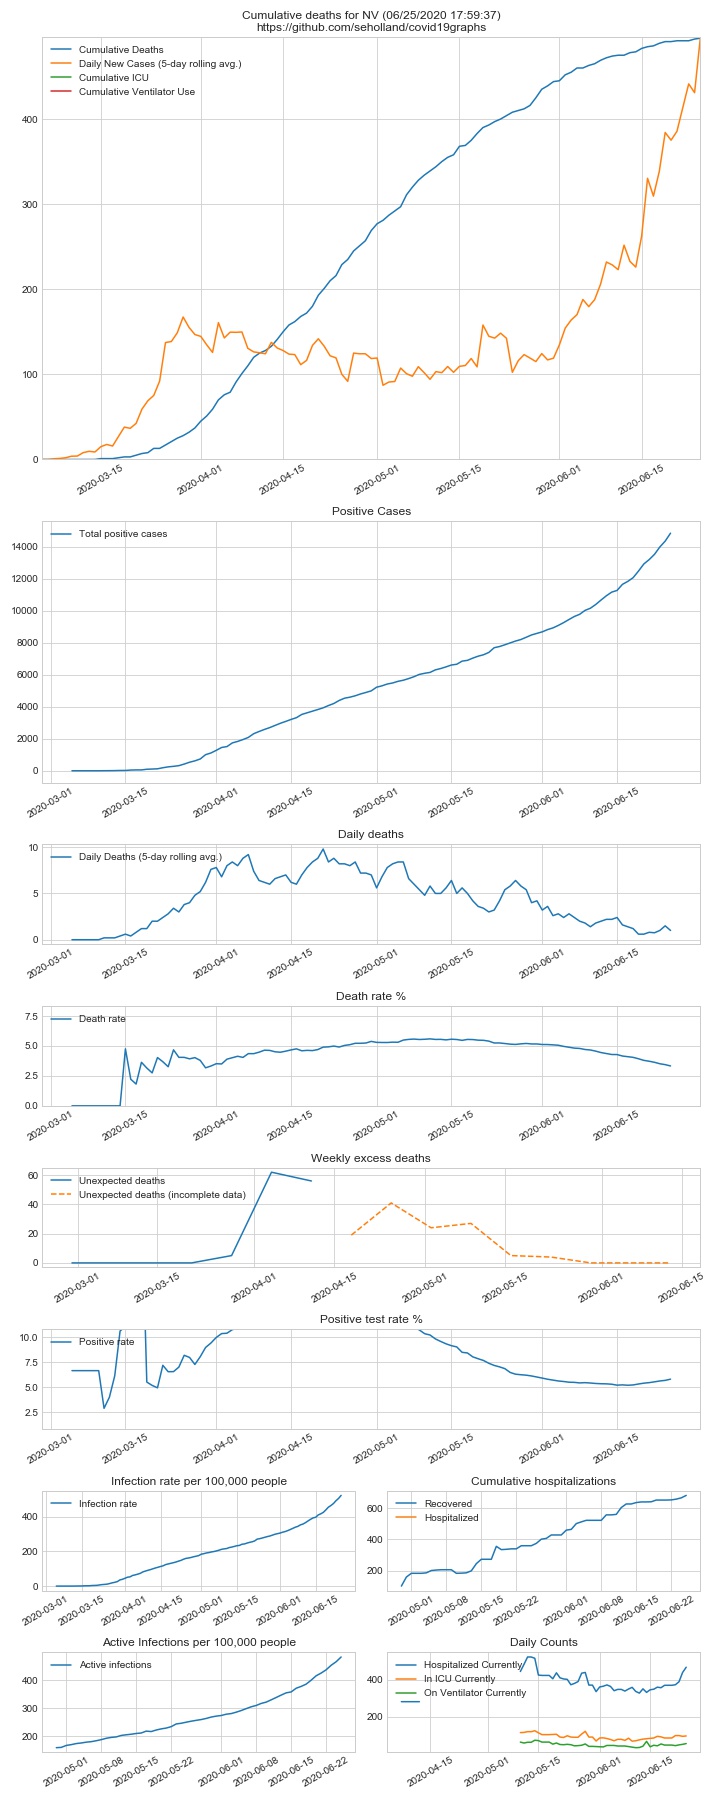 Cumulative deaths for NV (06/25/2020 17:59:37)
https://github.com/seholland/covid19graphs
Cumulative Deaths
Daily New Cases (5-day rolling avg.)
Cumulative ICU
Cumulative Ventilator Use
400
300
200
100
0
2020-03-15 2020-04-01 2020-04-15 2020-05-01 2020-05-15 2020-06-01 2020-06-15
Positive Cases
Total positive cases
14000
12000
10000
8000
6000
4000
2000
0
2020-03-01 2020-03-15 2020-04-01 2020-04-15 2020-05-01 2020-05-15 2020-06-01 2020-06-15
Daily deaths
Daily Deaths (5-day rolling avg.)
10
5
0
2020-03-01 2020-03-15 2020-04-01 2020-04-15 2020-05-01 2020-05-15 2020-06-01 2020-06-15
Death rate %
Death rate
7.5
5.0
2.5
0.0
2020-03-01 2020-03-15 2020-04-01 2020-04-15 2020-05-01 2020-05-15 2020-06-01 2020-06-15
Weekly excess deaths
Unexpected deaths
Unexpected deaths (incomplete data)
60
40
20
0
2020-03-01 2020-03-15 2020-04-01 2020-04-15 2020-05-01 2020-05-15 2020-06-01 2020-06-15
Positive test rate %
Positive rate
10.0
7.5
5.0
2.5
2020-03-01 2020-03-15 2020-04-01 2020-04-15 2020-05-01 2020-05-15 2020-06-01 2020-06-15
Infection rate per 100,000 people
Infection rate
400
200
0
2020-03-01 2020-03-15 2020-04-01 2020-04-15 2020-05-01 2020-05-15 2020-06-01 2020-06-15
Cumulative hospitalizations
Recovered
Hospitalized
600
400
200
2020-05-01 2020-05-08 2020-05-15 2020-05-22 2020-06-01 2020-06-08 2020-06-15 2020-06-22
Active Infections per 100,000 people
Active infections
400
300
200
2020-05-01 2020-05-08 2020-05-15 2020-05-22 2020-06-01 2020-06-08 2020-06-15 2020-06-22
Daily Counts
Hospitalized Currently
In ICU Currently
On Ventilator Currently
400
200
2020-04-15 2020-05-01 2020-05-15 2020-06-01 2020-06-15